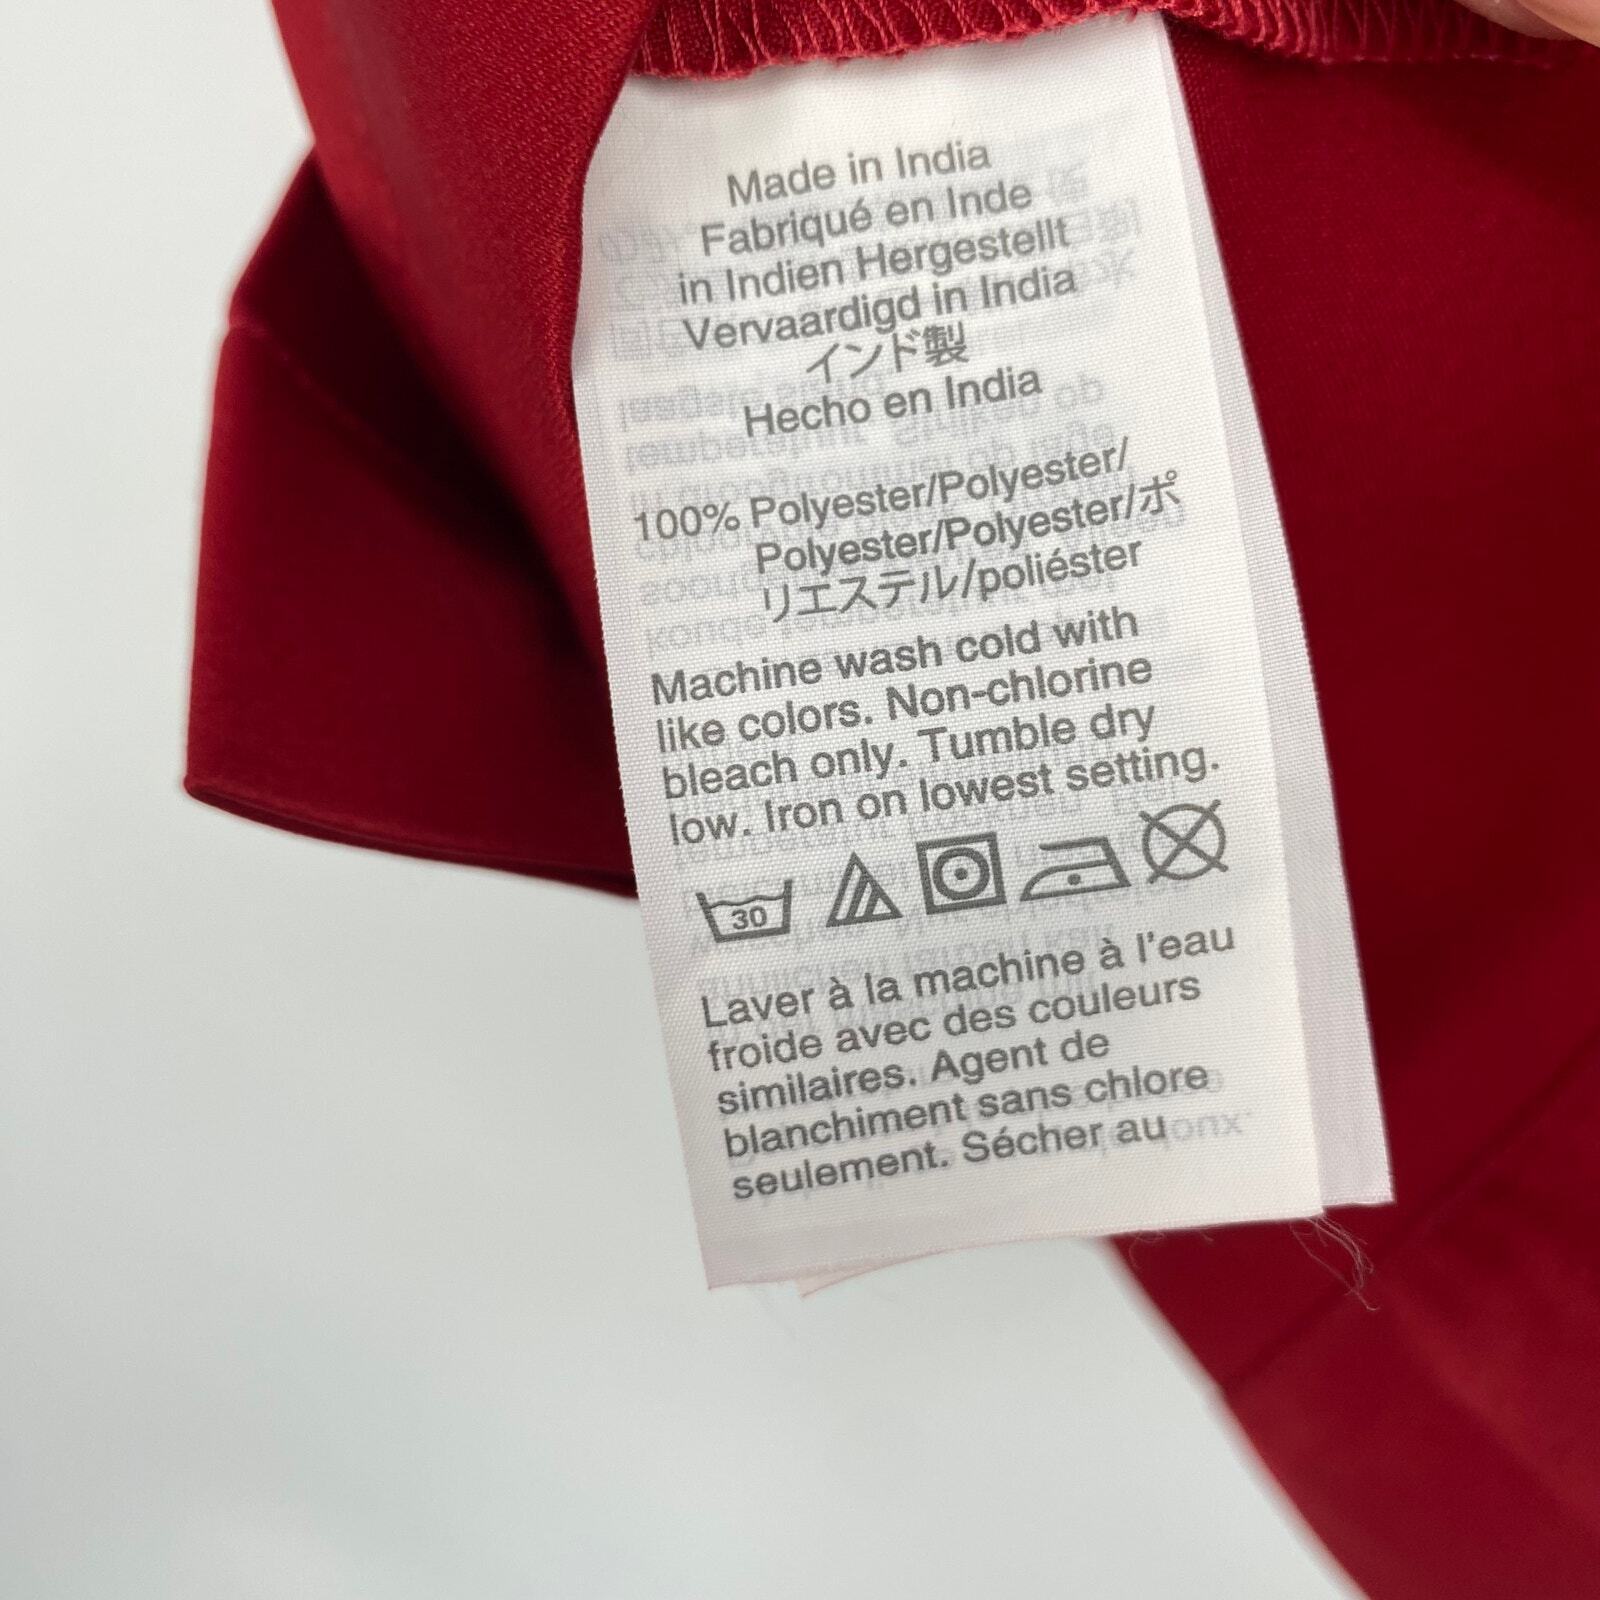 Made in India
Fabriqué en Inde
in Indien Hergestellt
Vervaardigd in India
インド製
Hecho en India
100% Polyester/Polyester/
Polyester/Polyester/ポ
リエステル/poliéster
Machine wash cold with
like colors. Non-chlorine
bleach only. Tumble dry
low. Iron on lowest setting.
30
Laver à la machine à l'eau
froide avec des couleurs
similaires. Agent de
blanchiment sans chlore
seulement. Sécher au